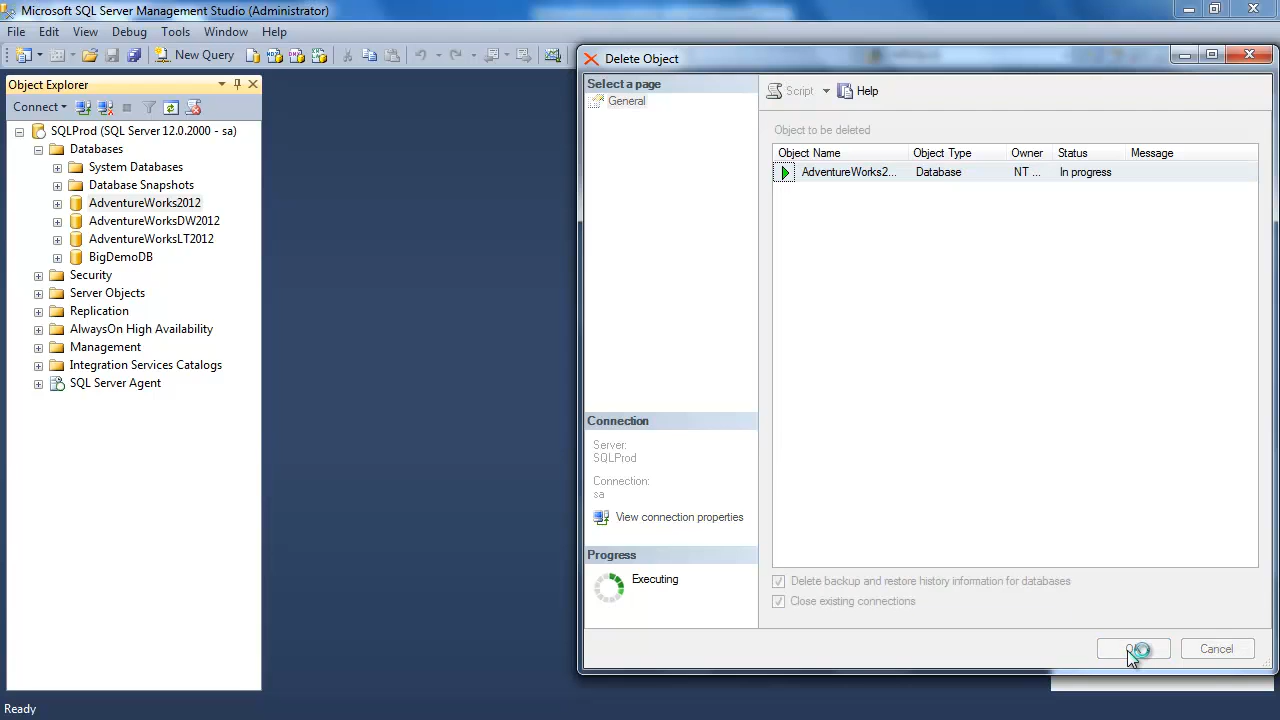 Microsoft SQL Server Management Studio (Administrator)
File Edit View Debug Tools Window Help
New Query
Object Explorer
Connect
SQLProd (SQL Server 12.0.2000 - sa)
Databases
System Databases
Database Snapshots
AdventureWorks2012
AdventureWorksDW2012
AdventureWorksLT2012
BigDemoDB
Security
Server Objects
Replication
AlwaysOn High Availability
Management
Integration Services Catalogs
SQL Server Agent
Delete Object
Select a page
General
Script Help
Object to be deleted
Object Name Object Type Owner Status Message
AdventureWorks2... Database NT ... In progress
Connection
Server:
SQLProd
Connection:
sa
View connection properties
Progress
Executing
Delete backup and restore history information for databases
Close existing connections
Cancel
Ready